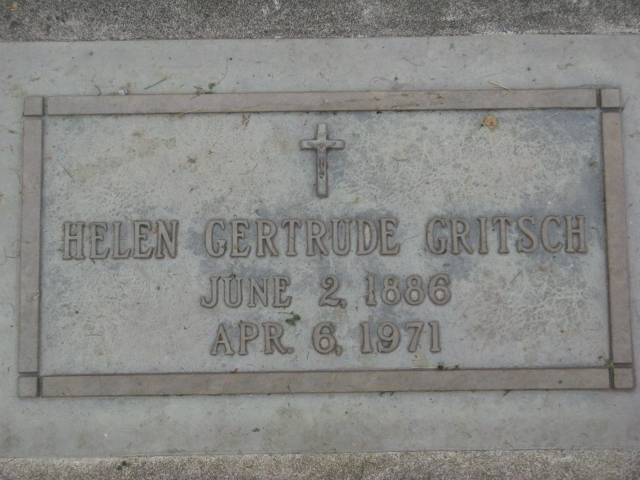 HELEN GERTRUDE GRITSCH
JUNE 2, 1886
APR. 6, 1971